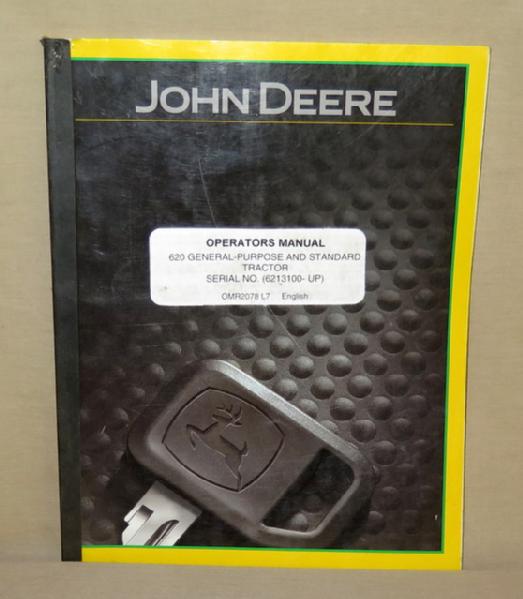 JOHN DEERE
OPERATORS MANUAL
620 GENERAL-PURPOSE AND STANDARD
TRACTOR
SERIAL NO. (6213100- UP)
OMR2078 L7 English